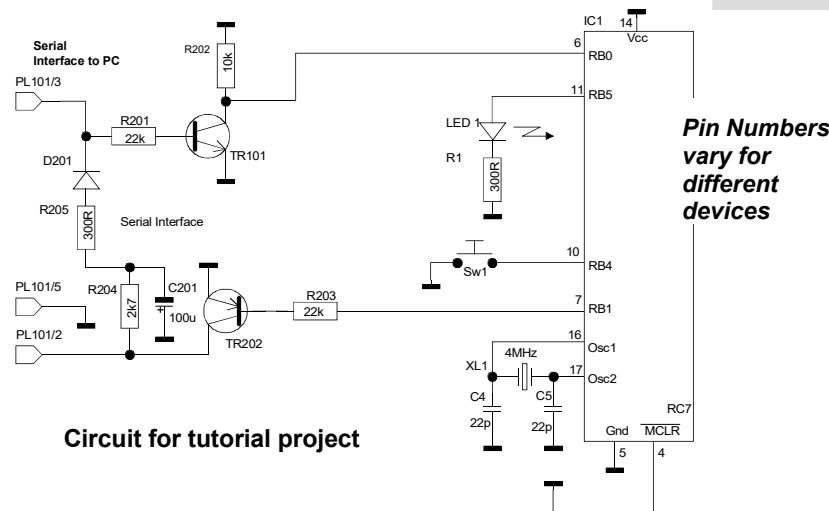 IC1
14
Vcc
Serial
Interface to PC
R202
10k
6
RB0
PL101/3
11
RB5
R201
22k
LED 1
TR101
R1
300R
Pin Numbers
vary for
different
devices
D201
R205
300R
Serial Interface
10
RB4
Sw1
PL101/5
R204
2k7
C201
+
100u
R203
22k
7
RB1
PL101/2
TR202
16
Osc1
4MHz
XL1
17
Osc2
C4
C5
22p
22p
RC7
Circuit for tutorial project
Gnd
MCLR
5
4